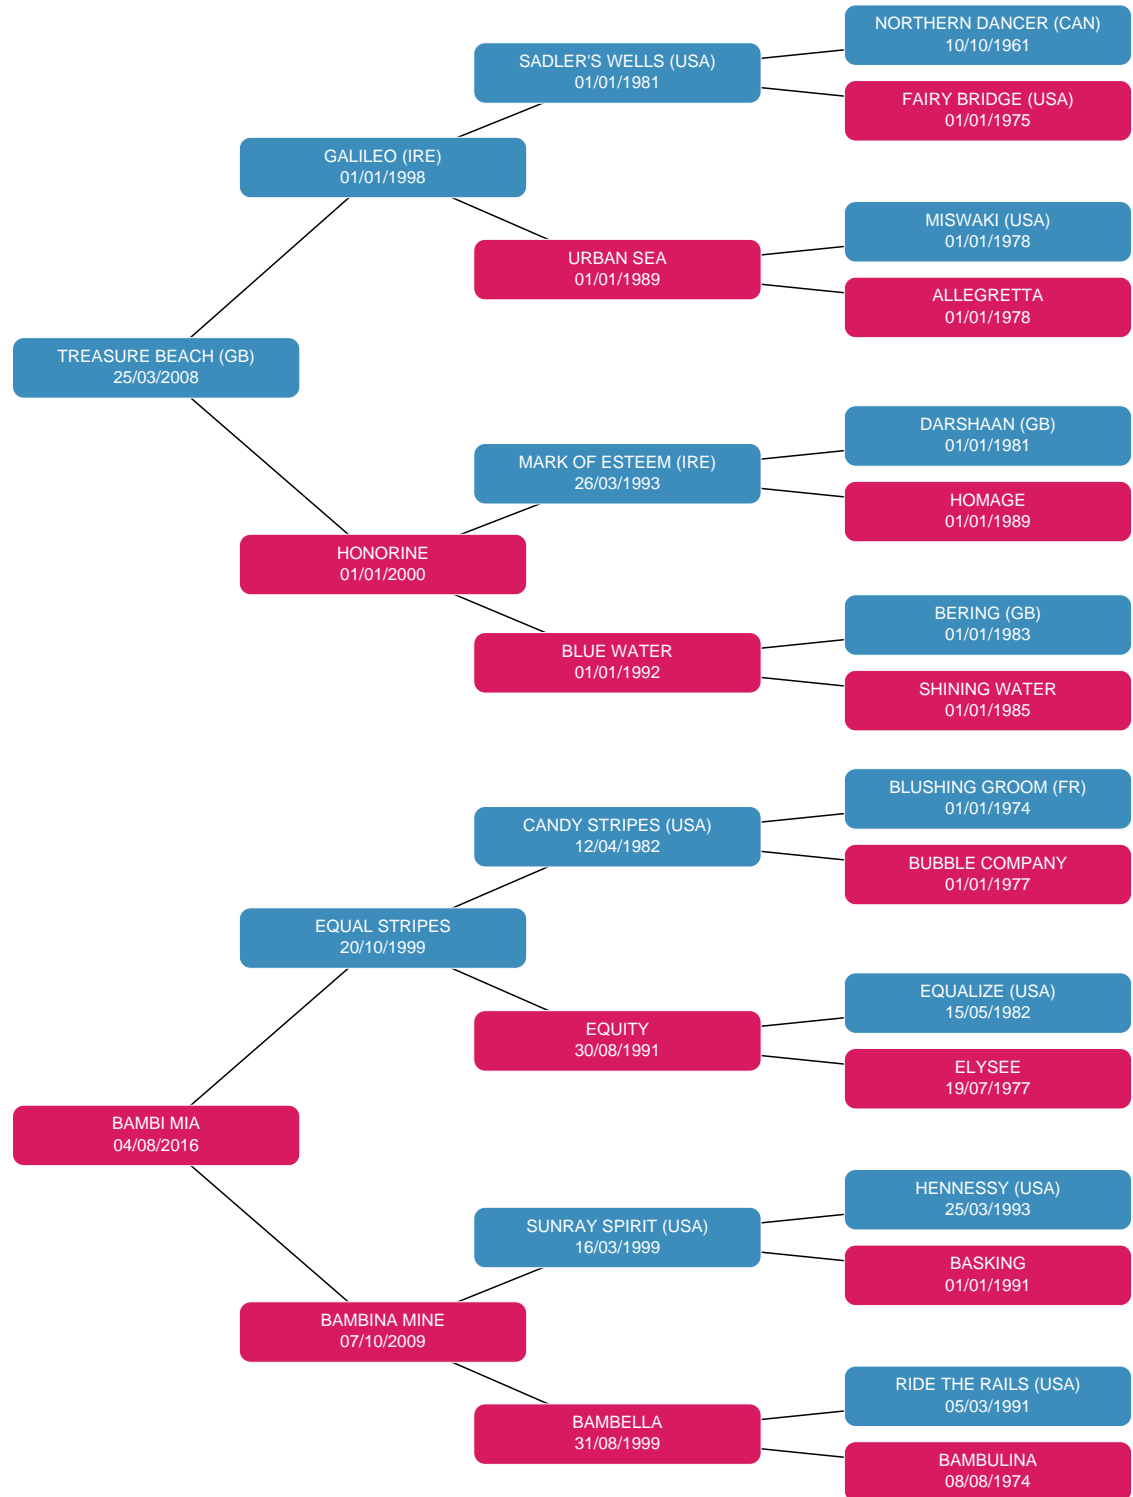 NORTHERN DANCER (CAN)
10/10/1961
SADLER'S WELLS (USA)
01/01/1981
FAIRY BRIDGE (USA)
01/01/1975
GALILEO (IRE)
01/01/1998
MISWAKI (USA)
01/01/1978
URBAN SEA
01/01/1989
ALLEGRETTA
01/01/1978
TREASURE BEACH (GB)
25/03/2008
DARSHAAN (GB)
01/01/1981
MARK OF ESTEEM (IRE)
26/03/1993
HOMAGE
01/01/1989
HONORINE
01/01/2000
BERING (GB)
01/01/1983
BLUE WATER
01/01/1992
SHINING WATER
01/01/1985
BLUSHING GROOM (FR)
01/01/1974
CANDY STRIPES (USA)
12/04/1982
BUBBLE COMPANY
01/01/1977
EQUAL STRIPES
20/10/1999
EQUALIZE (USA)
15/05/1982
EQUITY
30/08/1991
ELYSEE
19/07/1977
BAMBI MIA
04/08/2016
HENNESSY (USA)
25/03/1993
SUNRAY SPIRIT (USA)
16/03/1999
BASKING
01/01/1991
BAMBINA MINE
07/10/2009
RIDE THE RAILS (USA)
05/03/1991
BAMBELLA
31/08/1999
BAMBULINA
08/08/1974